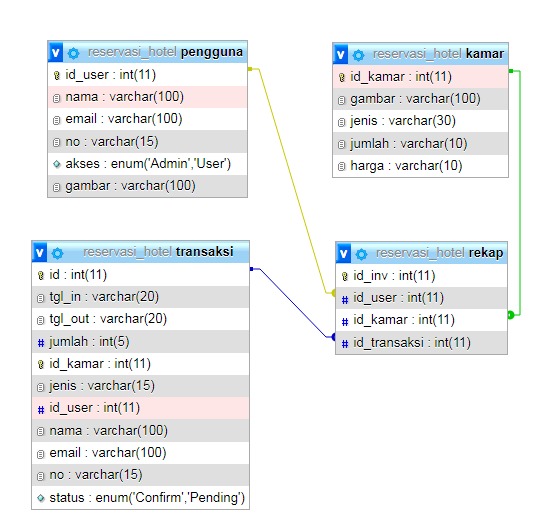 v reservasi_hotel pengguna
id_user : int(11)
nama : varchar(100)
email : varchar(100)
no : varchar(15)
akses : enum('Admin','User')
gambar : varchar(100)
v reservasi_hotel kamar
id_kamar : int(11)
gambar : varchar(100)
jenis : varchar(30)
jumlah : varchar(10)
harga : varchar(10)
v reservasi_hotel transaksi
id : int(11)
tgl_in : varchar(20)
tgl_out : varchar(20)
# jumlah : int(5)
id_kamar : int(11)
jenis : varchar(15)
# id_user : int(11)
nama : varchar(100)
email : varchar(100)
no : varchar(15)
status : enum('Confirm','Pending')
v reservasi_hotel rekap
id_inv : int(11)
# id_user : int(11)
# id_kamar : int(11)
# id_transaksi : int(11)